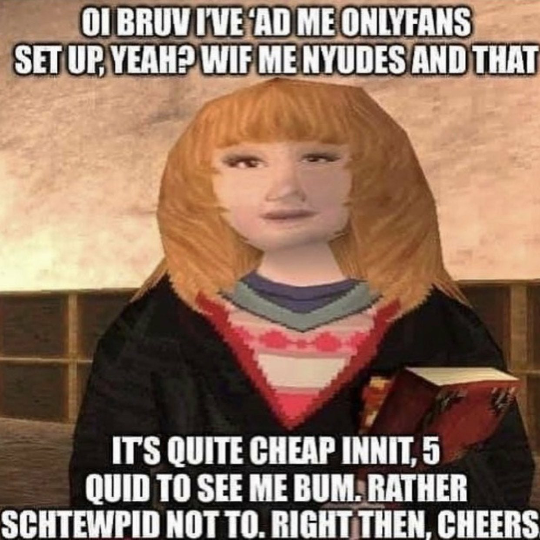 OI BRUV I'VE 'AD ME ONLYFANS
SET UP, YEAH? WIF ME NYUDES AND THAT
IT'S QUITE CHEAP INNIT, 5
QUID TO SEE ME BUM. RATHER
SCHTEWPID NOT TO. RIGHT THEN, CHEERS